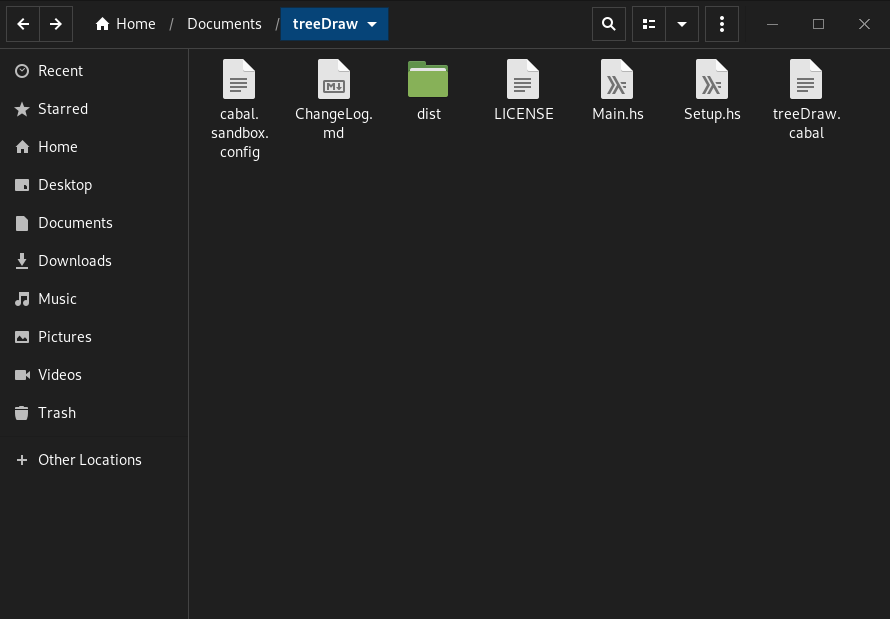 Home / Documents / treeDraw
Recent
Starred
Home
Desktop
Documents
Downloads
Music
Pictures
Videos
Trash
Other Locations
cabal.
sandbox.
config
ChangeLog.
md
dist
LICENSE
Main.hs
Setup.hs
treeDraw.
cabal